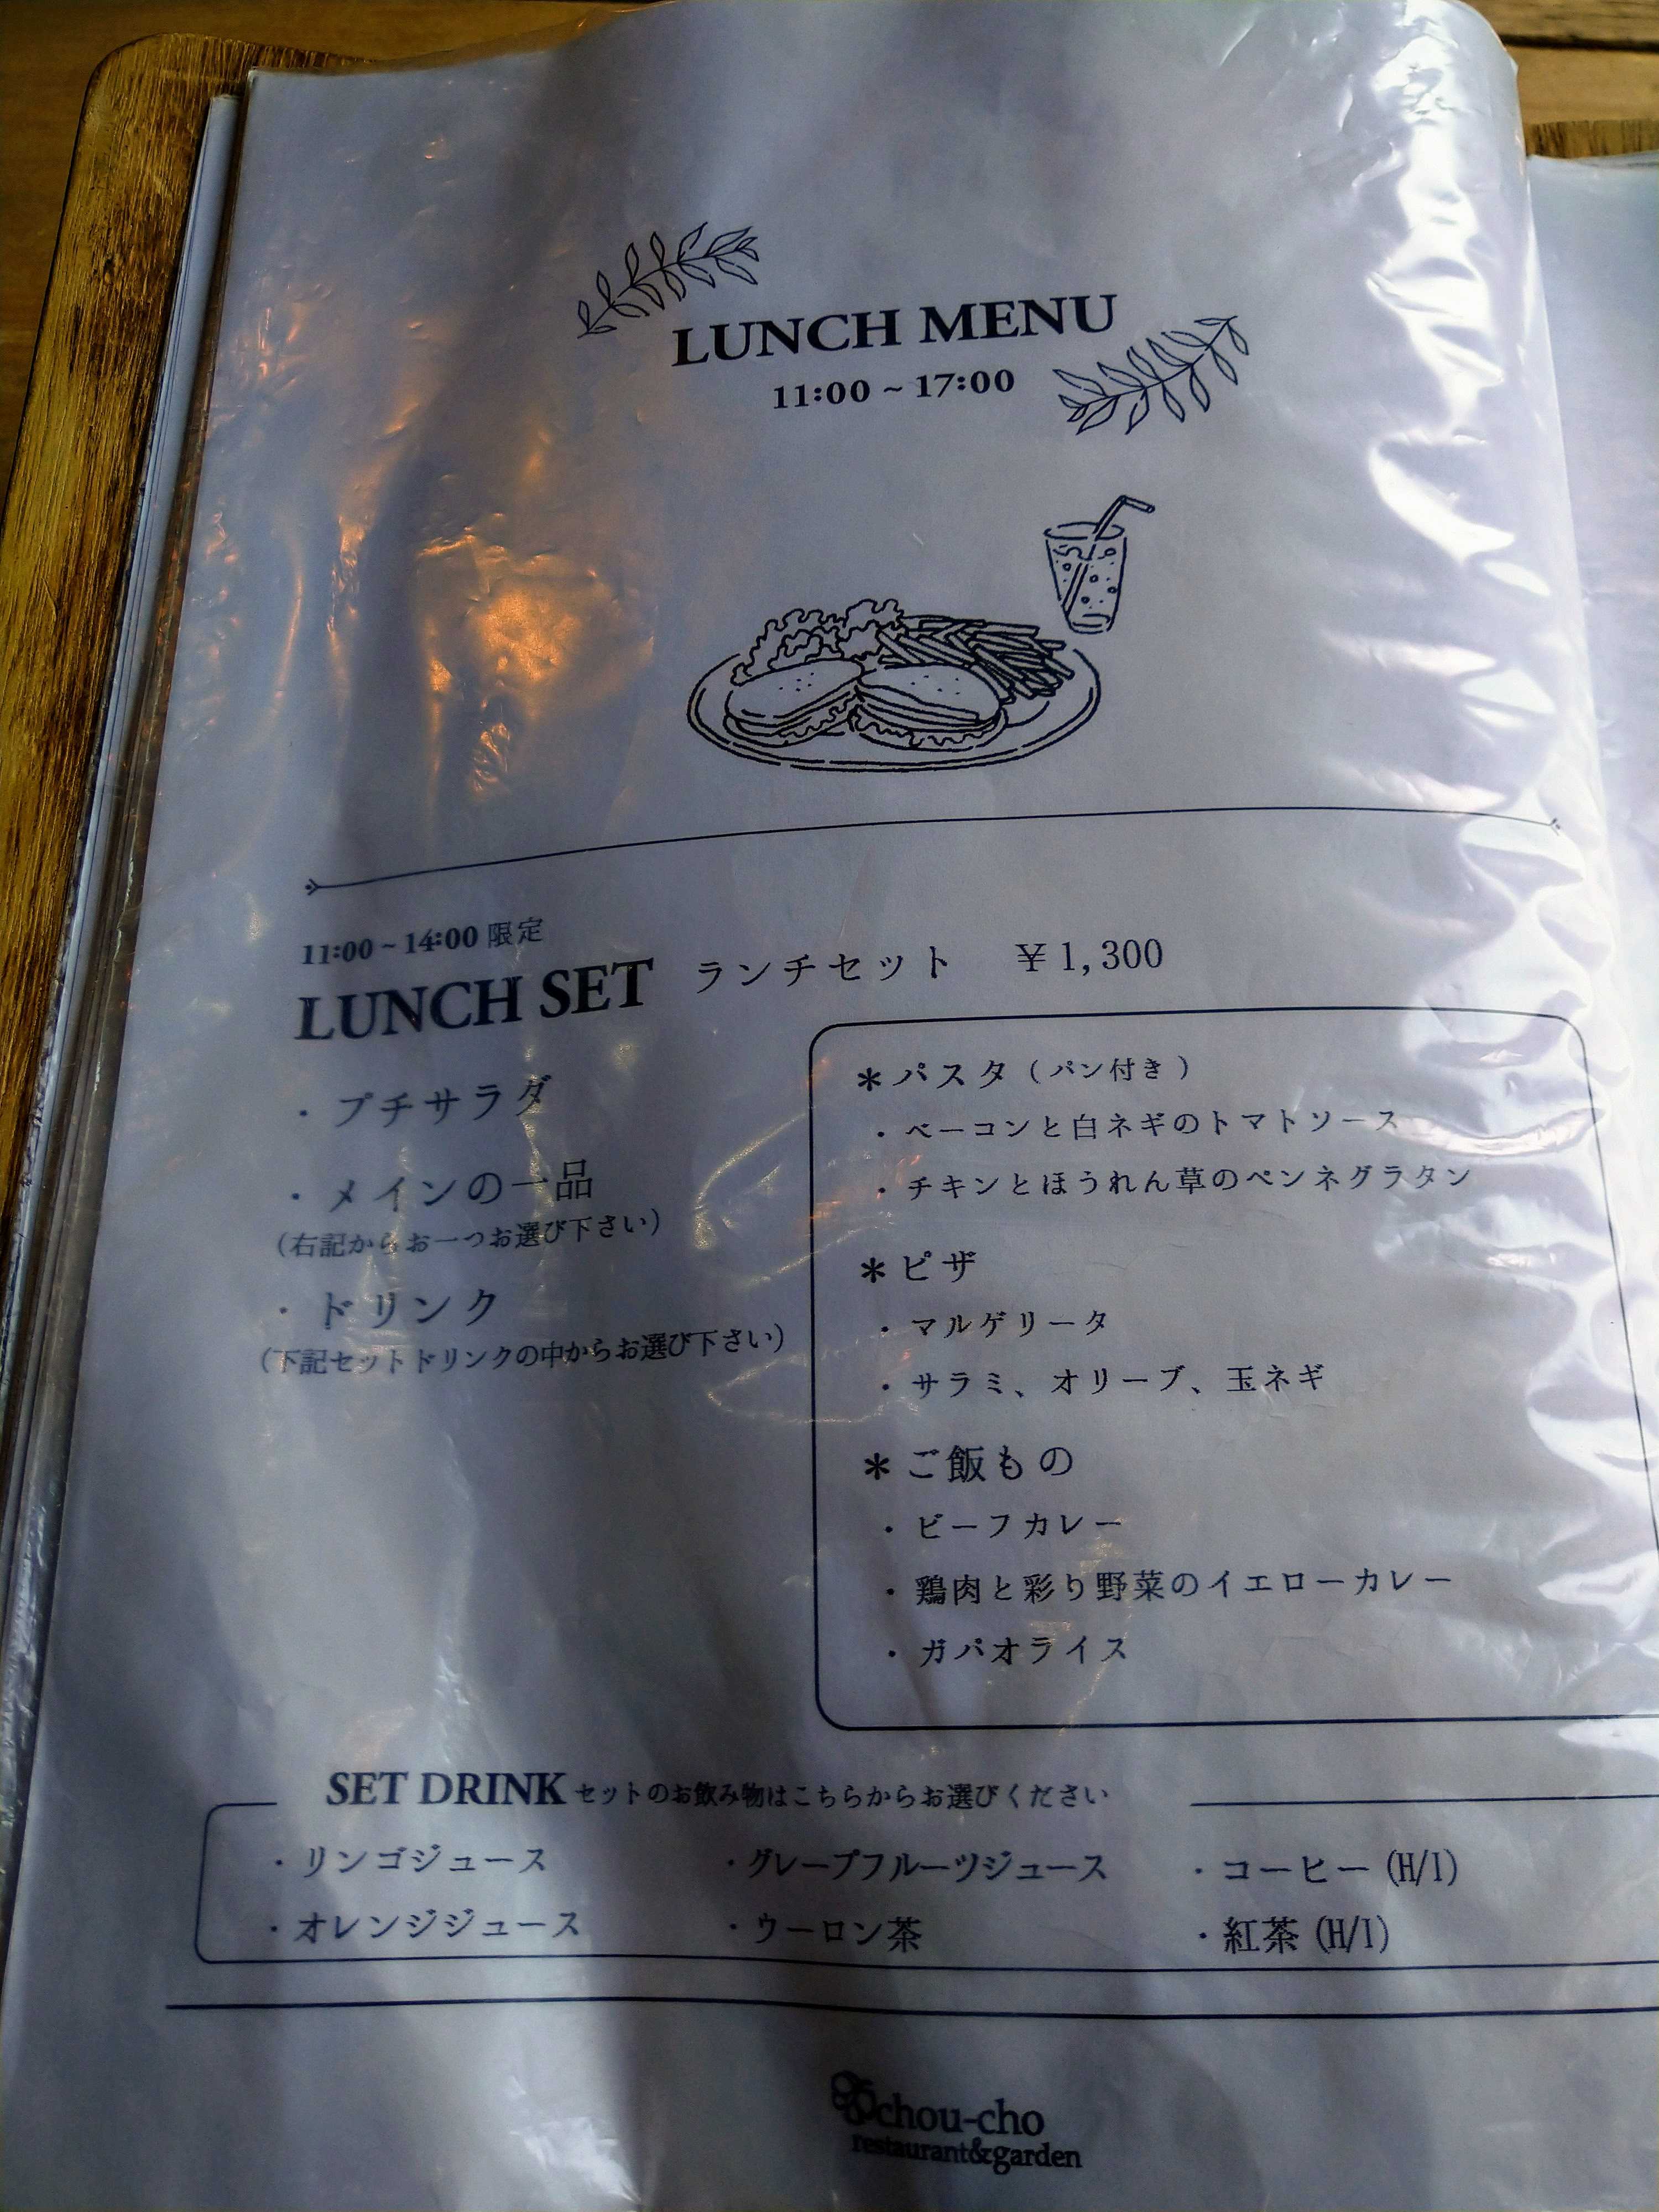 LUNCH MENU
11:00 ~ 17:00
11:00 ~ 14:00 限定
LUNCH SET ランチセット ¥1,300
・プチサラダ
・メインの一品
（右記からお一つお選び下さい）
・ドリンク
（下記セットドリンクの中からお選び下さい）
＊パスタ（パン付き）
・ベーコンと白ネギのトマトソース
・チキンとほうれん草のペンネグラタン
＊ピザ
・マルゲリータ
・サラミ、オリーブ、玉ネギ
＊ご飯もの
・ビーフカレー
・鶏肉と彩り野菜のイエローカレー
・ガパオライス
SET DRINK セットのお飲み物はこちらからお選びください
・リンゴジュース ・グレープフルーツジュース ・コーヒー (H/I)
・オレンジジュース ・ウーロン茶 ・紅茶 (H/I)
chou-cho
restaurant&garden